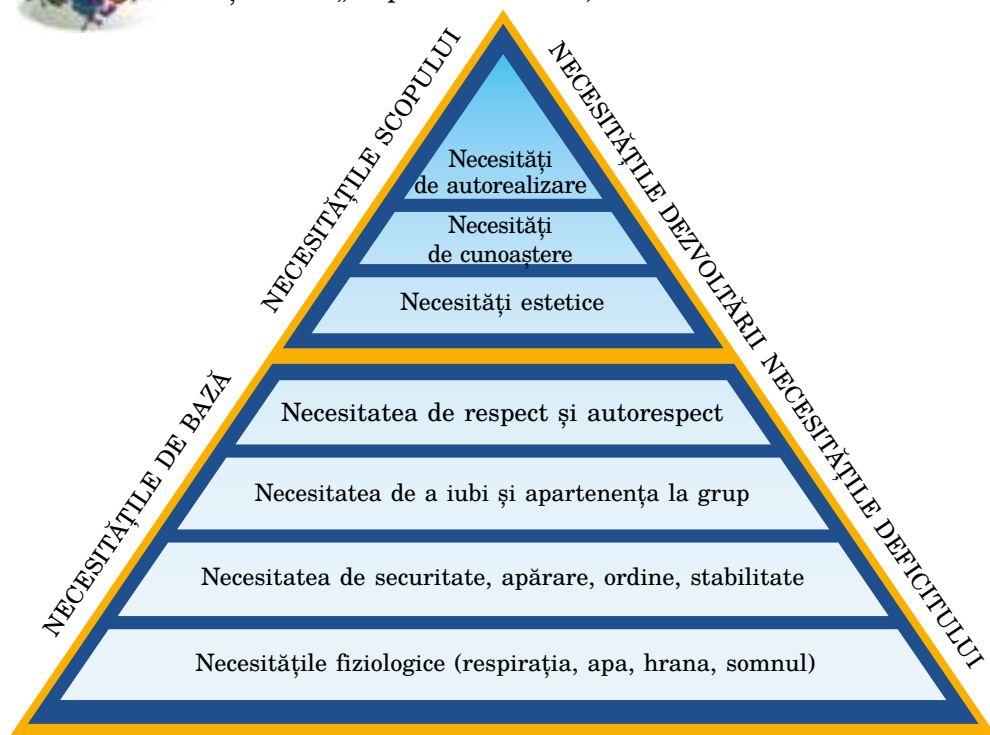 NECESITĂȚILE SCOPULUI
NECESITĂȚILE DEZVOLTĂRII
Necesități
de autorealizare
Necesități
de cunoaștere
Necesități estetice
NECESITĂȚILE DE BAZĂ
NECESITĂȚILE DEFICITULUI
Necesitatea de respect și autorespect
Necesitatea de a iubi și apartenența la grup
Necesitatea de securitate, apărare, ordine, stabilitate
Necesitățile fiziologice (respirația, apa, hrana, somnul)